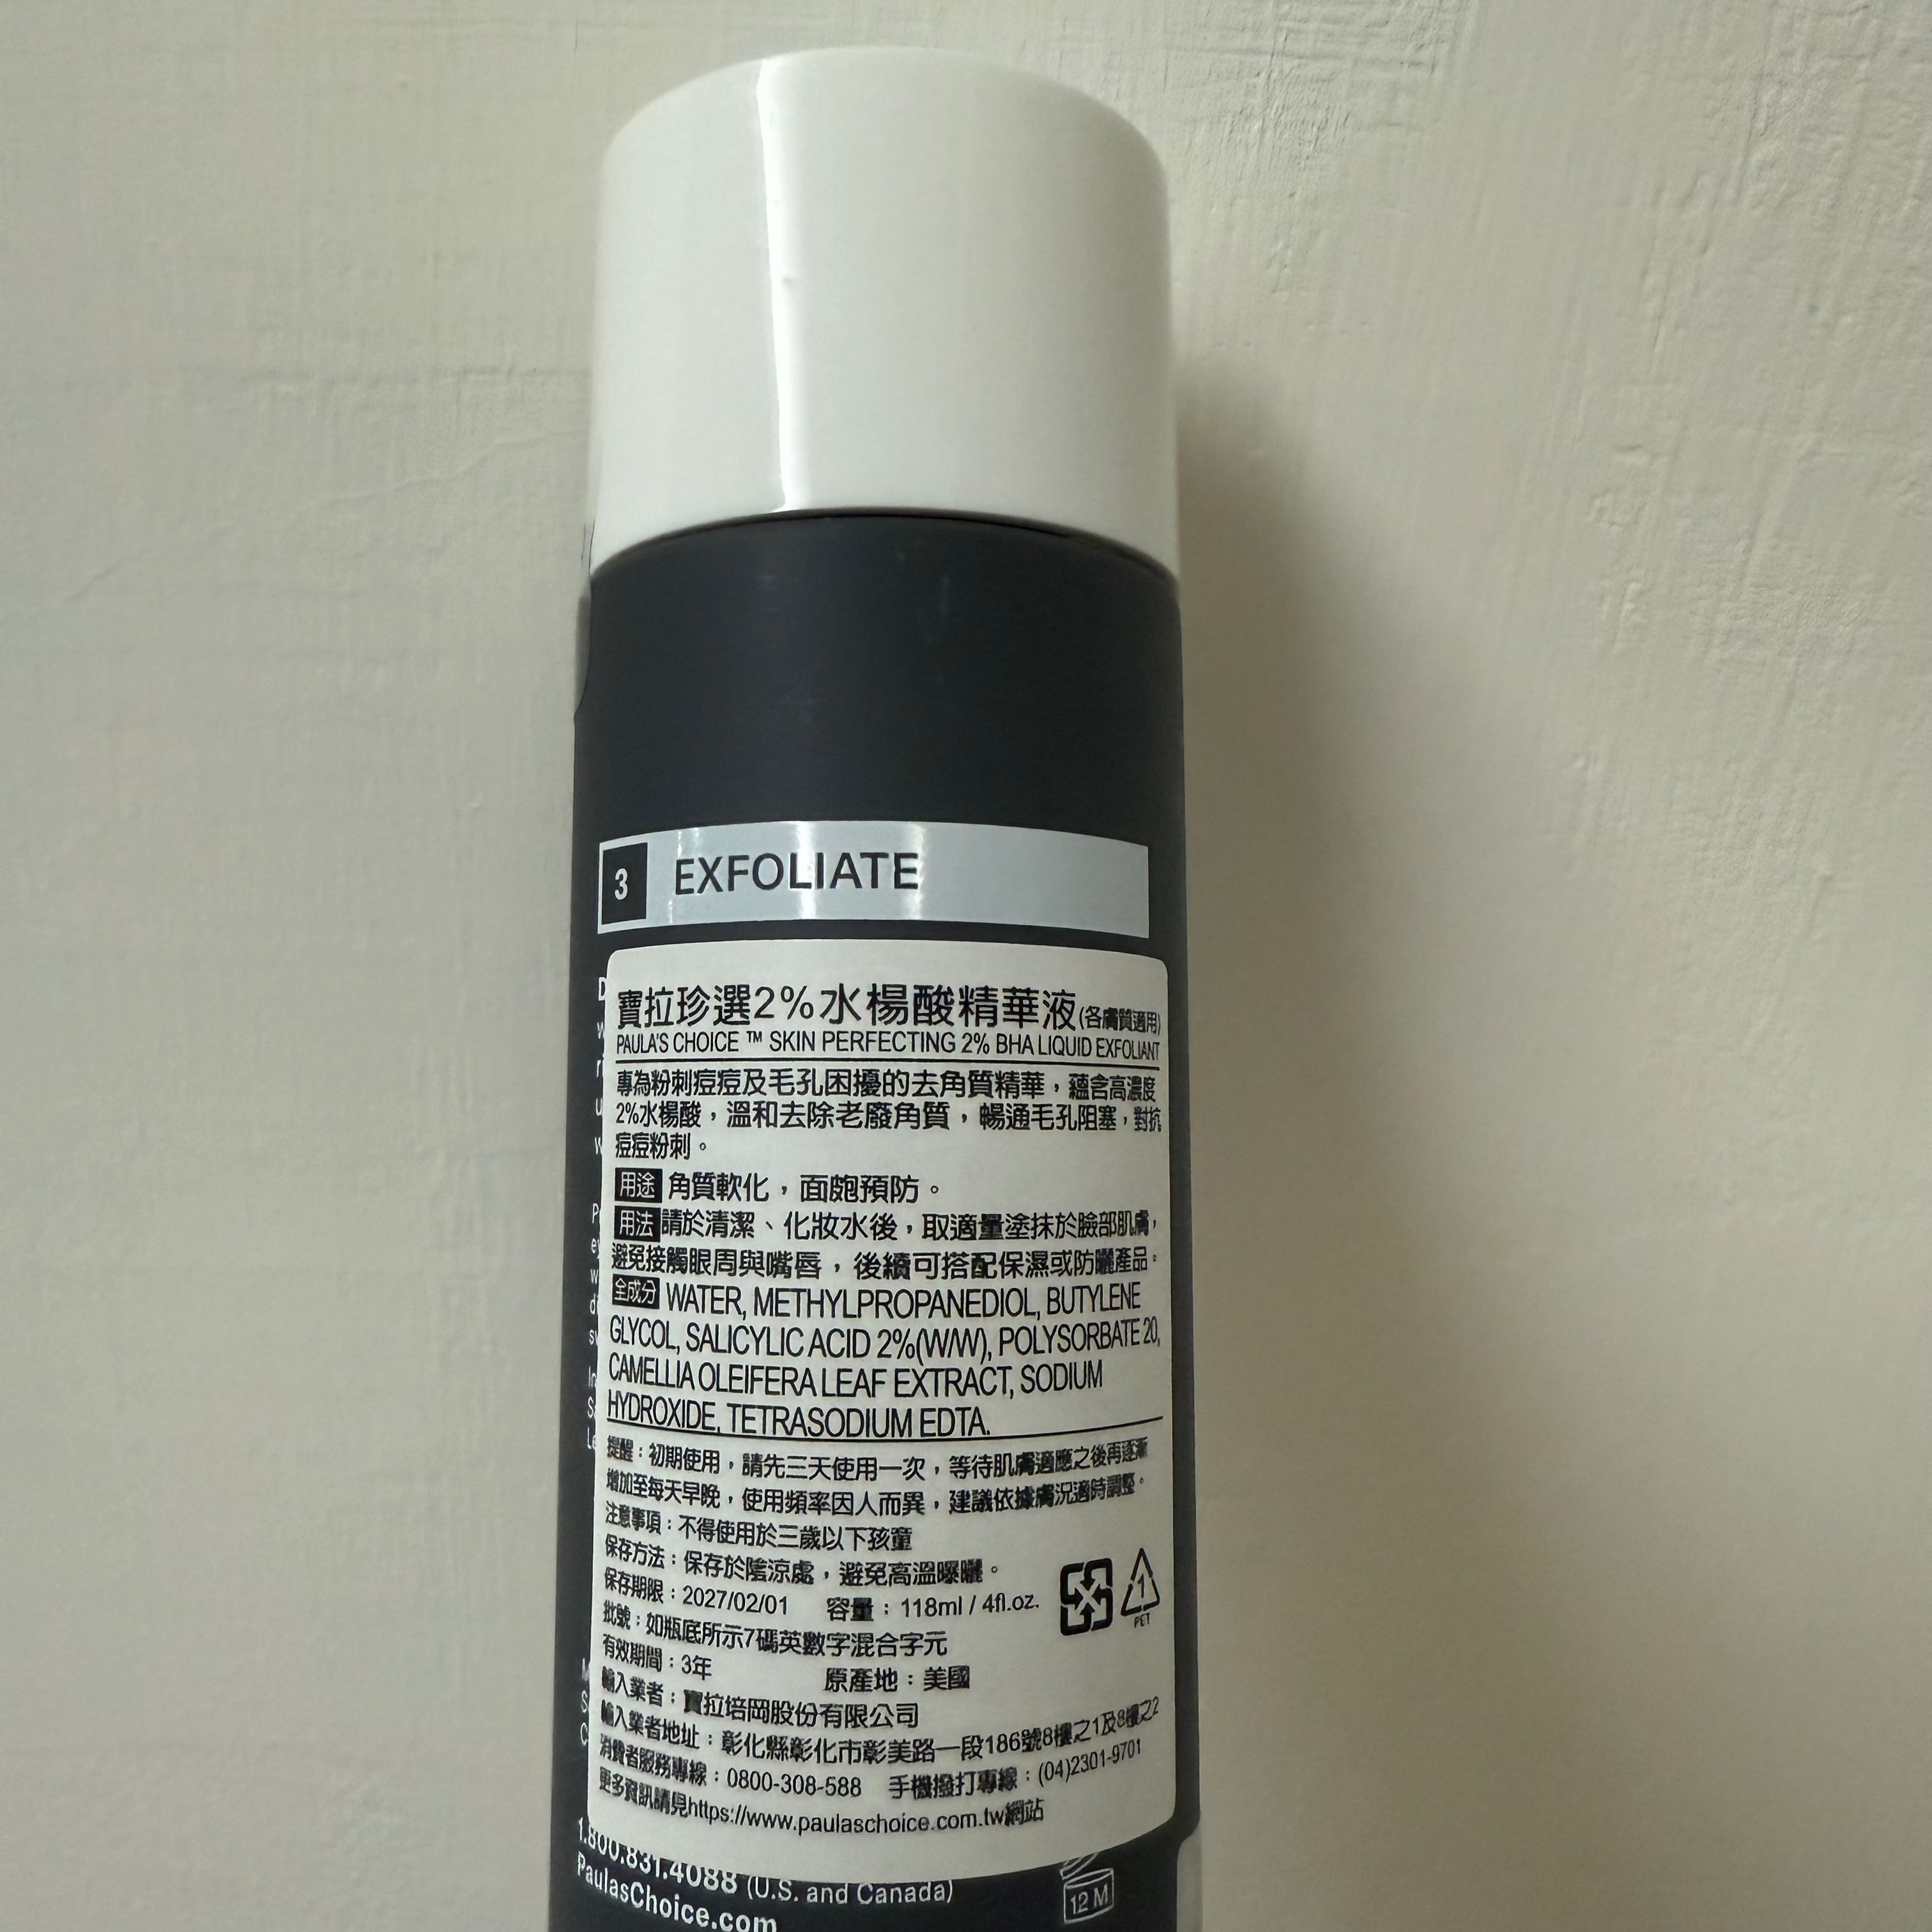 3 EXFOLIATE
寶拉珍選2%水楊酸精華液(各膚質適用)
PAULA'S CHOICE ™ SKIN PERFECTING 2% BHA LIQUID EXFOLIANT
專為粉刺痘痘及毛孔困擾的去角質精華，蘊含高濃度
2%水楊酸，溫和去除老廢角質，暢通毛孔阻塞，對抗
痘痘粉刺。
用途 角質軟化，面皰預防。
用法 請於清潔、化妝水後，取適量塗抹於臉部肌膚，
避免接觸眼周與嘴唇，後續可搭配保濕或防曬產品。
全成分 WATER, METHYLPROPANEDIOL, BUTYLENE
GLYCOL, SALICYLIC ACID 2%(W/W), POLYSORBATE 20,
CAMELLIA OLEIFERA LEAF EXTRACT, SODIUM
HYDROXIDE, TETRASODIUM EDTA.
提醒：初期使用，請先三天使用一次，等待肌膚適應之後再逐漸
增加至每天早晚，使用頻率因人而異，建議依據膚況適時調整。
注意事項：不得使用於三歲以下孩童
保存方法：保存於陰涼處，避免高溫曝曬。
保存期限：2027/02/01 容量：118ml / 4fl.oz.
1
PET
批號：如瓶底所示7碼英數字混合字元
有效期間：3年 原產地：美國
輸入業者：寶拉培岡股份有限公司
輸入業者地址：彰化縣彰化市彰美路一段186號8樓之1及8樓之2
消費者服務專線：0800-308-588 手機撥打專線：(04)2301-9701
更多資訊請見https://www.paulaschoice.com.tw網站
1.800.831.4088 (U.S. and Canada)
PaulasChoice.com
12 M